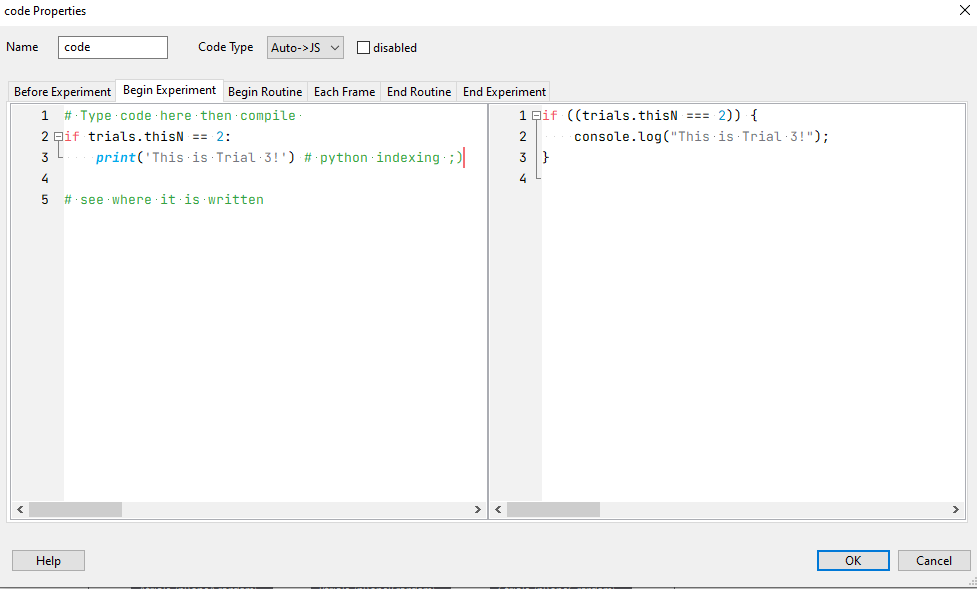 code Properties
Name code Code Type Auto->JS disabled
Before Experiment Begin Experiment Begin Routine Each Frame End Routine End Experiment
1 # Type code here then compile
2 if trials.thisN == 2:
3 print('This is Trial 3!') # python indexing ;)
4
5 # see where it is written
1 if ((trials.thisN === 2)) {
2 console.log("This is Trial 3!");
3 }
4
Help OK Cancel